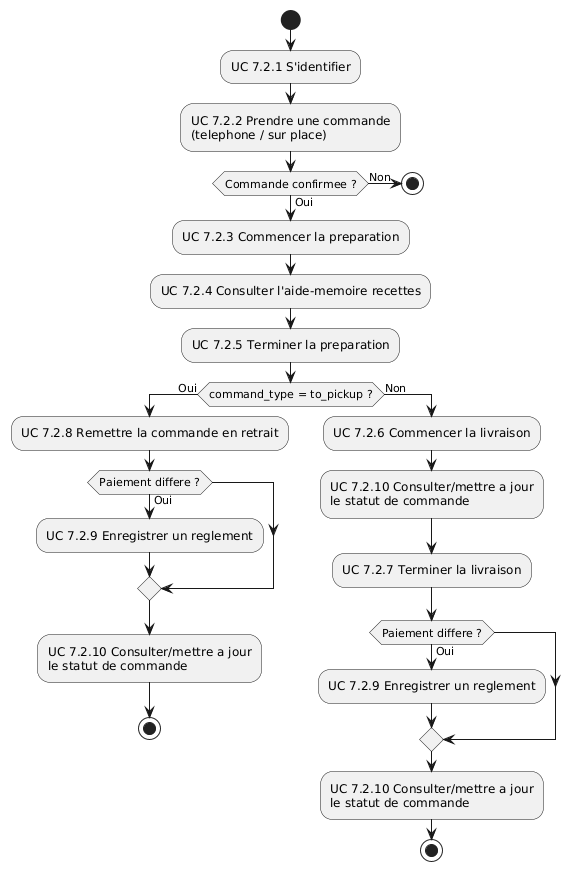 UC 7.2.1 S'identifier
UC 7.2.2 Prendre une commande
(telephone / sur place)
Commande confirmee ?
Non
Oui
UC 7.2.3 Commencer la preparation
UC 7.2.4 Consulter l'aide-memoire recettes
UC 7.2.5 Terminer la preparation
Oui
command_type = to_pickup ?
Non
UC 7.2.8 Remettre la commande en retrait
Paiement differe ?
Oui
UC 7.2.9 Enregistrer un reglement
UC 7.2.10 Consulter/mettre a jour
le statut de commande
UC 7.2.6 Commencer la livraison
UC 7.2.10 Consulter/mettre a jour
le statut de commande
UC 7.2.7 Terminer la livraison
Paiement differe ?
Oui
UC 7.2.9 Enregistrer un reglement
UC 7.2.10 Consulter/mettre a jour
le statut de commande